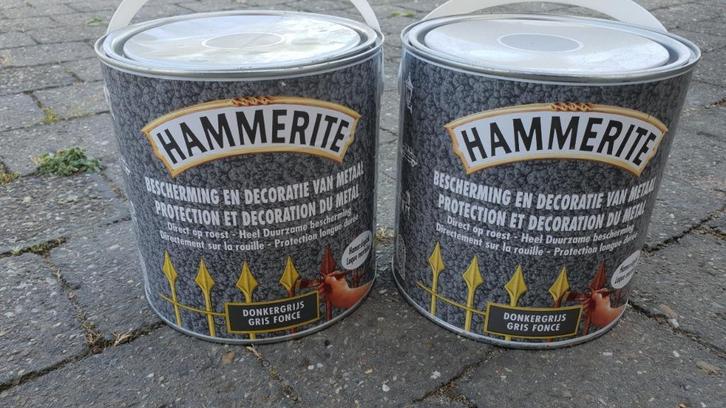 HAMMERITE
BESCHERMING EN DECORATIE VAN METAAL
PROTECTION ET DECORATION DU METAL
Direct op roest - Heel Duurzame bescherming
Directement sur la rouille - Protection longue durée
DONKERGRIJS
GRIS FONCE
HAMMERITE
BESCHERMING EN DECORATIE VAN METAAL
PROTECTION ET DECORATION DU METAL
Direct op roest - Heel Duurzame bescherming
Directement sur la rouille - Protection longue durée
DONKERGRIJS
GRIS FONCE